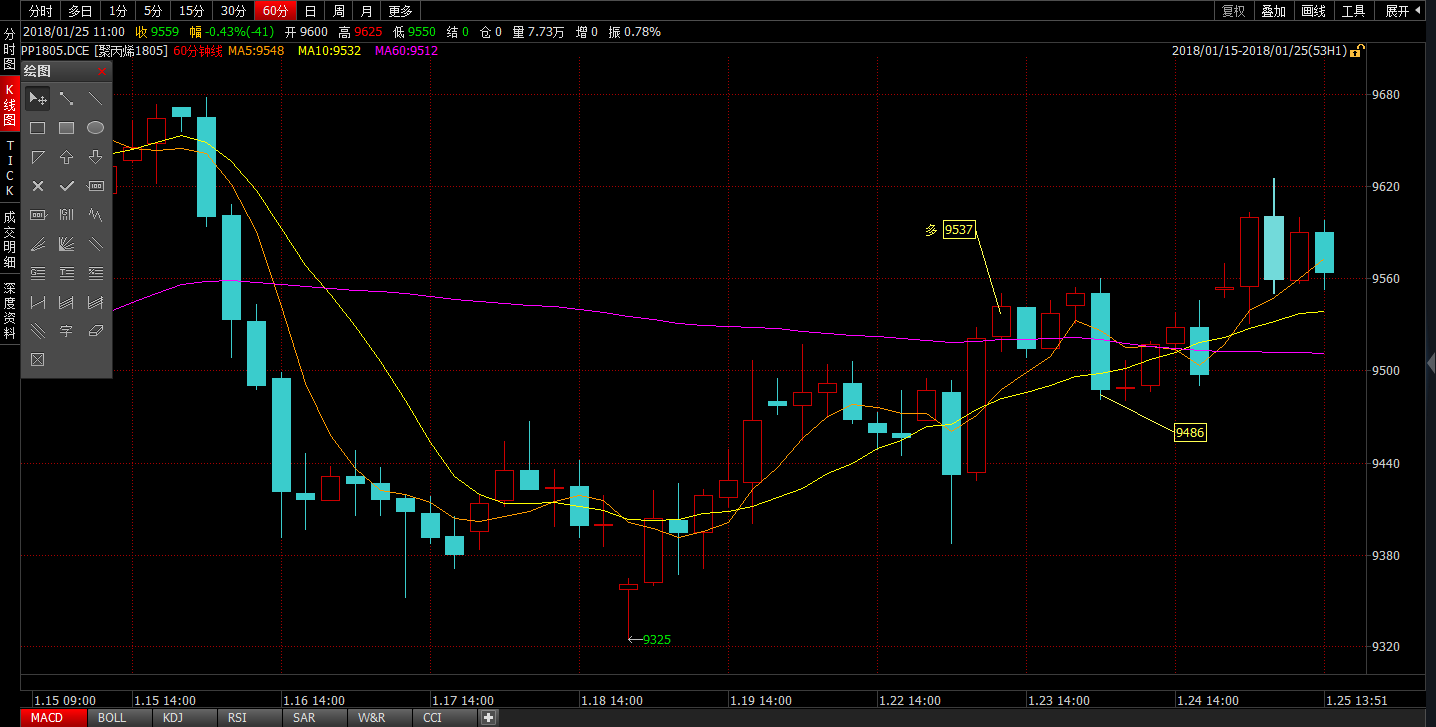 分时 多日 1分 5分 15分 30分 60分 日 周 月 更多 复权 叠加 画线 工具 展开
2018/01/25 11:00 收 9559 幅 -0.43%(-41) 开 9600 高 9625 低 9550 结 0 仓 0 量 7.73万 增 0 振 0.78%
PP1805.DCE [聚丙烯1805] 60分钟线 MA5:9548 MA10:9532 MA60:9512 2018/01/15-2018/01/25(53H1)
分时图
K线图
TICK
成交明细
深度资料
绘图
字
9680
9620
多 9537
9560
9500
9486
9440
9380
9325
9320
1.15 09:00 1.15 14:00 1.16 14:00 1.17 14:00 1.18 14:00 1.19 14:00 1.22 14:00 1.23 14:00 1.24 14:00 1.25 13:51
MACD BOLL KDJ RSI SAR W&R CCI